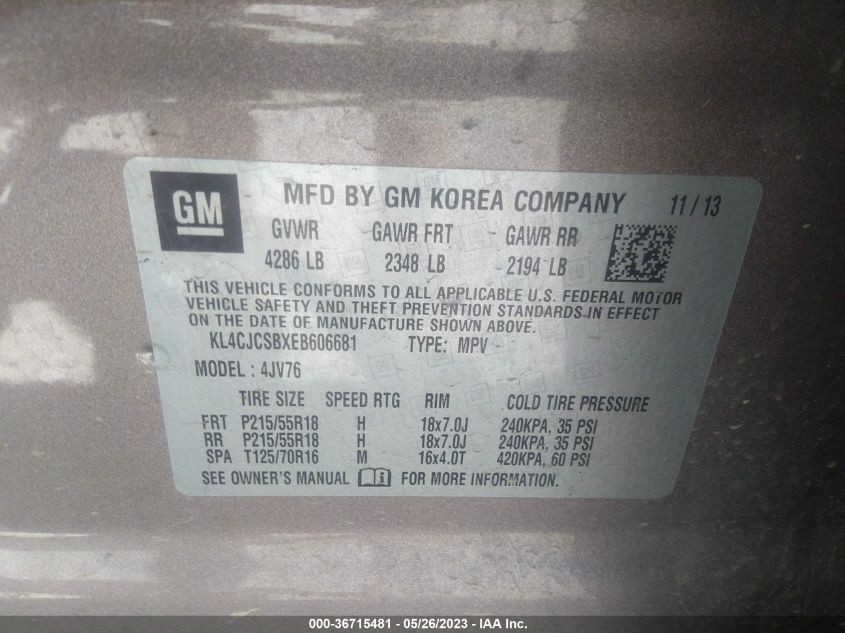 GM
MFD BY GM KOREA COMPANY 11/13
GVWR GAWR FRT GAWR RR
4286 LB 2348 LB 2194 LB
THIS VEHICLE CONFORMS TO ALL APPLICABLE U.S. FEDERAL MOTOR
VEHICLE SAFETY AND THEFT PREVENTION STANDARDS IN EFFECT
ON THE DATE OF MANUFACTURE SHOWN ABOVE.
KL4CJCSBXEB606681 TYPE: MPV
MODEL : 4JV76
TIRE SIZE SPEED RTG RIM COLD TIRE PRESSURE
FRT P215/55R18 H 18x7.0J 240KPA, 35 PSI
RR P215/55R18 H 18x7.0J 240KPA, 35 PSI
SPA T125/70R16 M 16x4.0T 420KPA, 60 PSI
SEE OWNER'S MANUAL i FOR MORE INFORMATION.
000-36715481 - 05/26/2023 - IAA Inc.